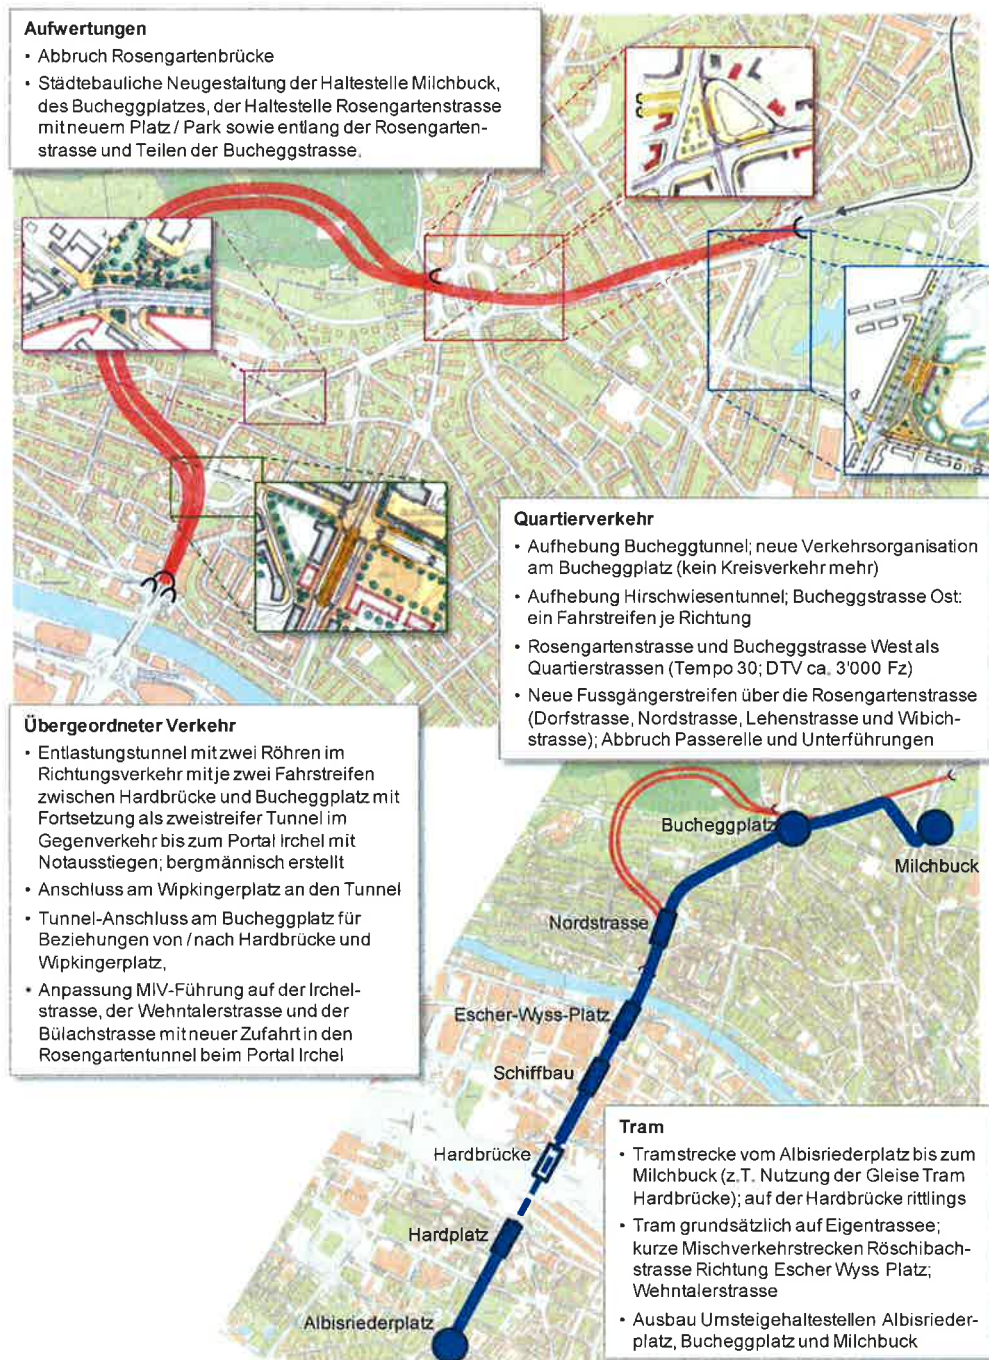 Aufwertungen
• Abbruch Rosengartenbrücke
• Städtebauliche Neugestaltung der Haltestelle Milchbuck,
des Bucheggplatzes, der Haltestelle Rosengartenstrasse
mit neuem Platz / Park sowie entlang der Rosengarten-
strasse und Teilen der Bucheggstrasse.
Quartierverkehr
• Aufhebung Bucheggtunnel; neue Verkehrsorganisation
am Bucheggplatz (kein Kreisverkehr mehr)
• Aufhebung Hirschwiesentunnel; Bucheggstrasse Ost:
ein Fahrstreifen je Richtung
• Rosengartenstrasse und Bucheggstrasse West als
Quartierstrassen (Tempo 30; DTV ca. 3'000 Fz)
• Neue Fussgängerstreifen über die Rosengartenstrasse
(Dorfstrasse, Nordstrasse, Lehenstrasse und Wibich-
strasse); Abbruch Passerelle und Unterführungen
Übergeordneter Verkehr
• Entlastungstunnel mit zwei Röhren im
Richtungsverkehr mit je zwei Fahrstreifen
zwischen Hardbrücke und Bucheggplatz mit
Fortsetzung als zweistreifer Tunnel im
Gegenverkehr bis zum Portal Irchel mit
Notausstiegen; bergmännisch erstellt
• Anschluss am Wipkingerplatz an den Tunnel
• Tunnel-Anschluss am Bucheggplatz für
Beziehungen von / nach Hardbrücke und
Wipkingerplatz,
• Anpassung MIV-Führung auf der Irchel-
strasse, der Wehntalerstrasse und der
Bülachstrasse mit neuer Zufahrt in den
Rosengartentunnel beim Portal Irchel
Bucheggplatz
Milchbuck
Nordstrasse
Escher-Wyss-Platz
Schiffbau
Hardbrücke
Hardplatz
Albisriederplatz
Tram
• Tramstrecke vom Albisriederplatz bis zum
Milchbuck (z.T. Nutzung der Gleise Tram
Hardbrücke); auf der Hardbrücke rittlings
• Tram grundsätzlich auf Eigentrassee;
kurze Mischverkehrstrecken Röschibach-
strasse Richtung Escher Wyss Platz;
Wehntalerstrasse
• Ausbau Umsteigehaltestellen Albisrieder-
platz, Bucheggplatz und Milchbuck